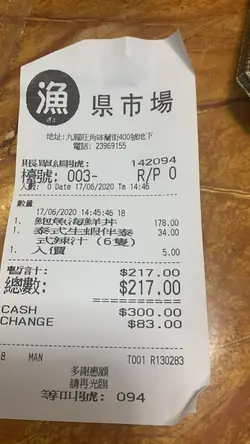 漁
県市場
地址:九龍旺角砵蘭街400號地下
電話: 23969155
賬單編號: 142094
檯號: 003- R/P 0
人數: 0 Date 17/06/2020 Tm 14:46
數量
17/06/2020 14:45:46 18
1. 鮑魚海鮮丼 178.00
1. 泰式生蝦伴泰 34.00
式辣汁 (6隻)
1. 入價 5.00
暫計: $217.00
總數: $217.00
==========
CASH $300.00
CHANGE $83.00
8 MAN T001 R130283
多謝惠顧
請再光臨
等叫號: 094